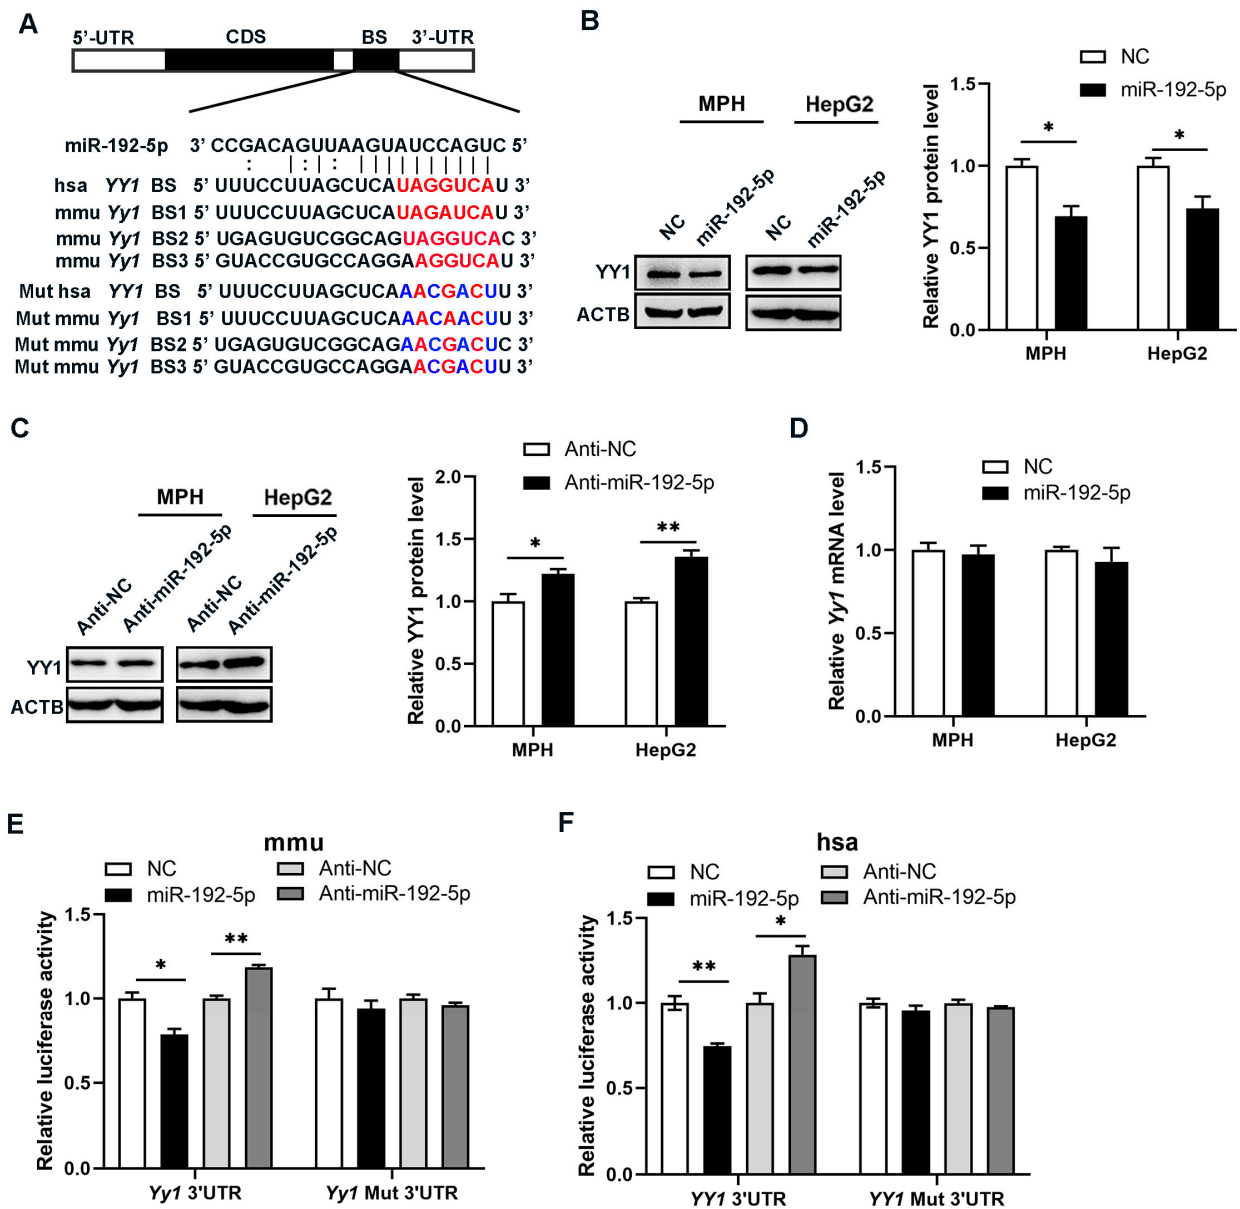 A
5’-UTR CDS BS 3’-UTR
miR-192-5p 3’ CCGACAGUUAAGUAUCCAGUC 5’
hsa YY1 BS 5’ UUUCCUUAGCUCAUAGGUCAU 3’
mmu Yy1 BS1 5’ UUUCCUUAGCUCAUAGAUCAU 3’
mmu Yy1 BS2 5’ UGAGUGUCGGCAGUAGGUCAC 3’
mmu Yy1 BS3 5’ GUACCGUGCCAGGAAGGUCAU 3’
Mut hsa YY1 BS 5’ UUUCCUUAGCUCAAACGACUU 3’
Mut mmu Yy1 BS1 5’ UUUCCUUAGCUCAAACAACUU 3’
Mut mmu Yy1 BS2 5’ UGAGUGUCGGCAGAACGACUC 3’
Mut mmu Yy1 BS3 5’ GUACCGUGCCAGGAACGACUU 3’
B
MPH HepG2
NC miR-192-5p NC miR-192-5p
YY1
ACTB
NC
miR-192-5p
Relative YY1 protein level
1.5
1.0
0.5
0.0
* *
MPH HepG2
C
MPH HepG2
Anti-NC Anti-miR-192-5p Anti-NC Anti-miR-192-5p
YY1
ACTB
Anti-NC
Anti-miR-192-5p
Relative YY1 protein level
2.0
1.5
1.0
0.5
0.0
* **
MPH HepG2
D
NC
miR-192-5p
Relative Yy1 mRNA level
1.5
1.0
0.5
0.0
MPH HepG2
E
mmu
NC Anti-NC
miR-192-5p Anti-miR-192-5p
Relative luciferase activity
1.5
1.0
0.5
0.0
* **
Yy1 3'UTR Yy1 Mut 3'UTR
F
hsa
NC Anti-NC
miR-192-5p Anti-miR-192-5p
Relative luciferase activity
1.5
1.0
0.5
0.0
** *
YY1 3'UTR YY1 Mut 3'UTR